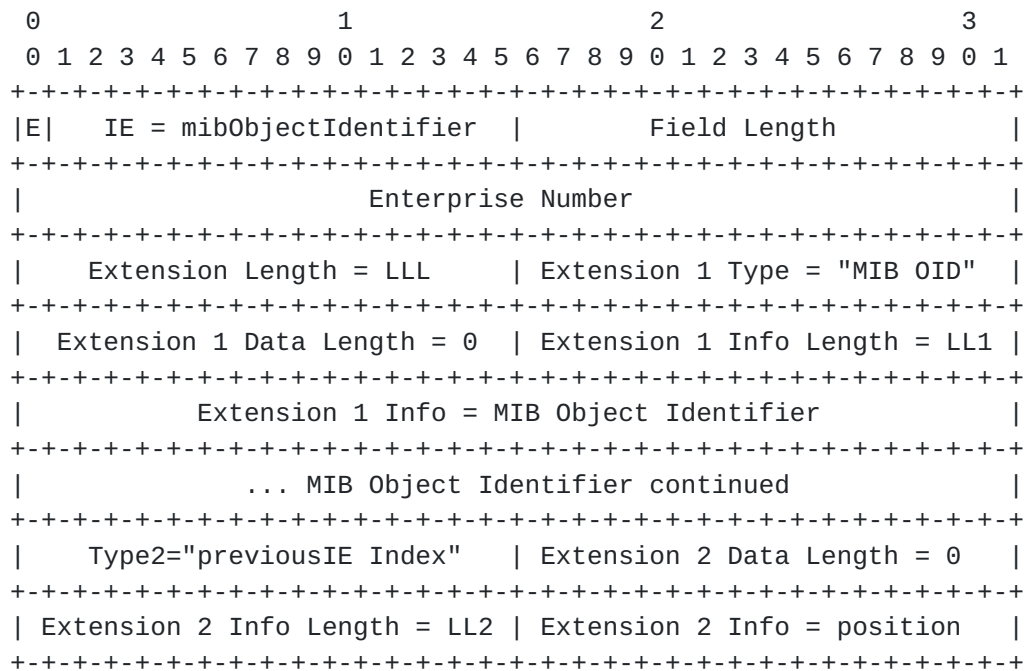 0                   1                   2                   3
 0 1 2 3 4 5 6 7 8 9 0 1 2 3 4 5 6 7 8 9 0 1 2 3 4 5 6 7 8 9 0 1
+-+-+-+-+-+-+-+-+-+-+-+-+-+-+-+-+-+-+-+-+-+-+-+-+-+-+-+-+-+-+-+-+
|E|   IE = mibObjectIdentifier  |        Field Length           |
+-+-+-+-+-+-+-+-+-+-+-+-+-+-+-+-+-+-+-+-+-+-+-+-+-+-+-+-+-+-+-+-+
|                      Enterprise Number                        |
+-+-+-+-+-+-+-+-+-+-+-+-+-+-+-+-+-+-+-+-+-+-+-+-+-+-+-+-+-+-+-+-+
|    Extension Length = LLL     | Extension 1 Type = "MIB OID"  |
+-+-+-+-+-+-+-+-+-+-+-+-+-+-+-+-+-+-+-+-+-+-+-+-+-+-+-+-+-+-+-+-+
|  Extension 1 Data Length = 0  | Extension 1 Info Length = LL1 |
+-+-+-+-+-+-+-+-+-+-+-+-+-+-+-+-+-+-+-+-+-+-+-+-+-+-+-+-+-+-+-+-+
|           Extension 1 Info = MIB Object Identifier            |
+-+-+-+-+-+-+-+-+-+-+-+-+-+-+-+-+-+-+-+-+-+-+-+-+-+-+-+-+-+-+-+-+
|              ... MIB Object Identifier continued              |
+-+-+-+-+-+-+-+-+-+-+-+-+-+-+-+-+-+-+-+-+-+-+-+-+-+-+-+-+-+-+-+-+
|    Type2="previousIE Index"   | Extension 2 Data Length = 0   |
+-+-+-+-+-+-+-+-+-+-+-+-+-+-+-+-+-+-+-+-+-+-+-+-+-+-+-+-+-+-+-+-+
| Extension 2 Info Length = LL2 | Extension 2 Info = position   |
+-+-+-+-+-+-+-+-+-+-+-+-+-+-+-+-+-+-+-+-+-+-+-+-+-+-+-+-+-+-+-+-+